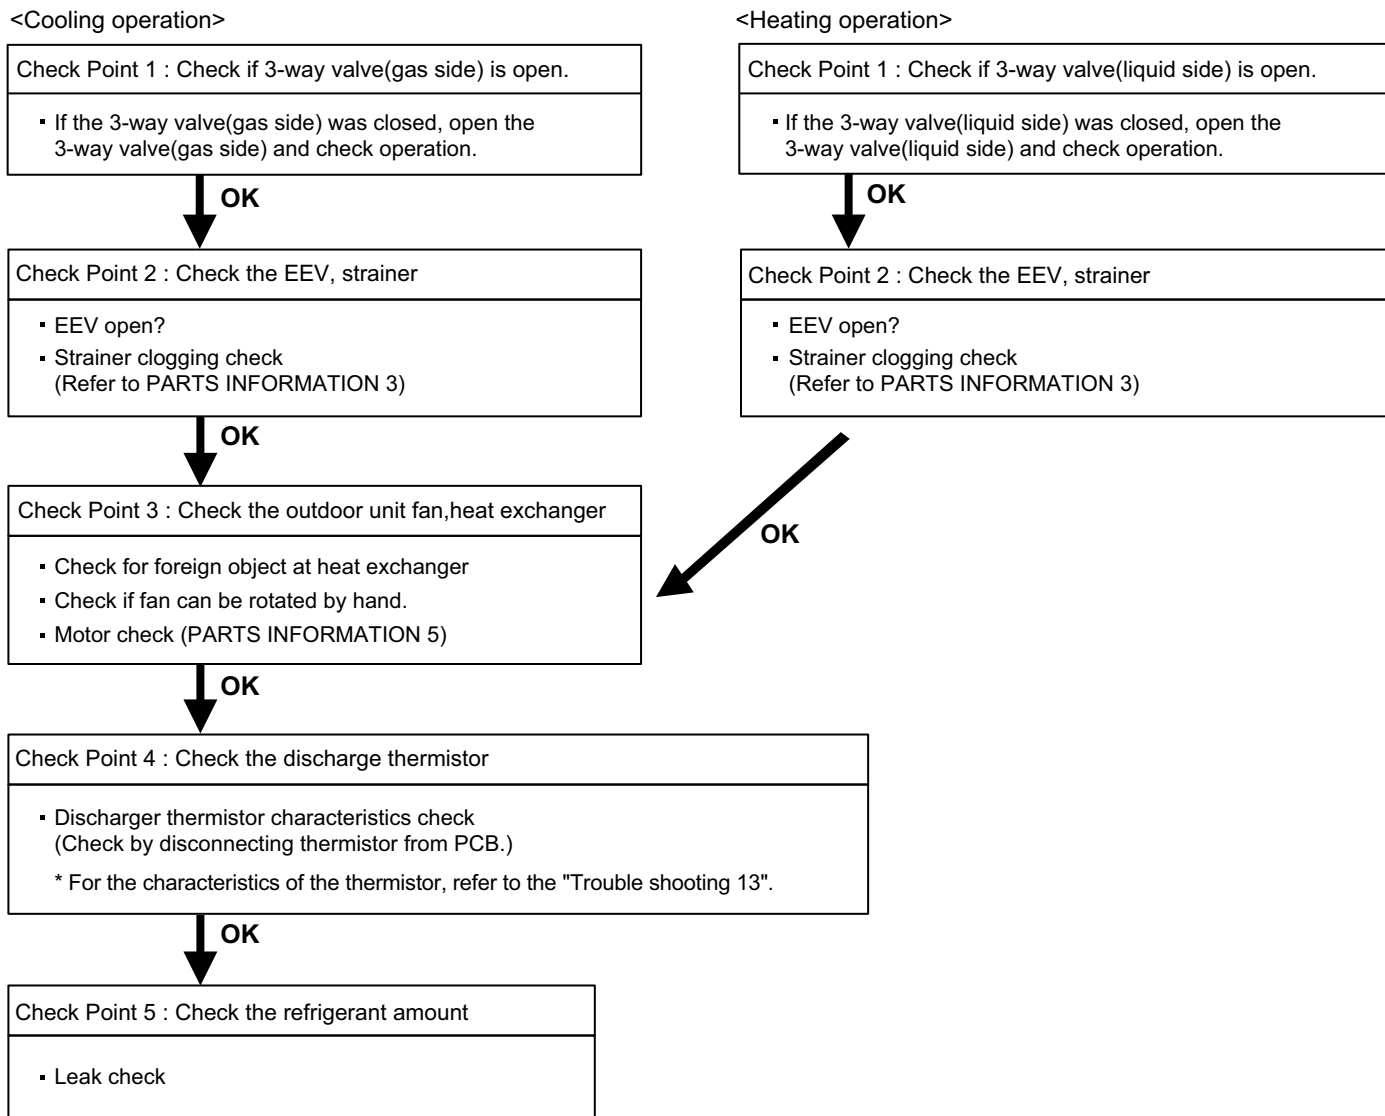 <Cooling operation>
Check Point 1 : Check if 3-way valve(gas side) is open.
▪ If the 3-way valve(gas side) was closed, open the
3-way valve(gas side) and check operation.
OK
Check Point 2 : Check the EEV, strainer
▪ EEV open?
▪ Strainer clogging check
(Refer to PARTS INFORMATION 3)
OK
<Heating operation>
Check Point 1 : Check if 3-way valve(liquid side) is open.
▪ If the 3-way valve(liquid side) was closed, open the
3-way valve(liquid side) and check operation.
OK
Check Point 2 : Check the EEV, strainer
▪ EEV open?
▪ Strainer clogging check
(Refer to PARTS INFORMATION 3)
OK
Check Point 3 : Check the outdoor unit fan,heat exchanger
▪ Check for foreign object at heat exchanger
▪ Check if fan can be rotated by hand.
▪ Motor check (PARTS INFORMATION 5)
OK
Check Point 4 : Check the discharge thermistor
▪ Discharger thermistor characteristics check
(Check by disconnecting thermistor from PCB.)
* For the characteristics of the thermistor, refer to the "Trouble shooting 13".
OK
Check Point 5 : Check the refrigerant amount
▪ Leak check